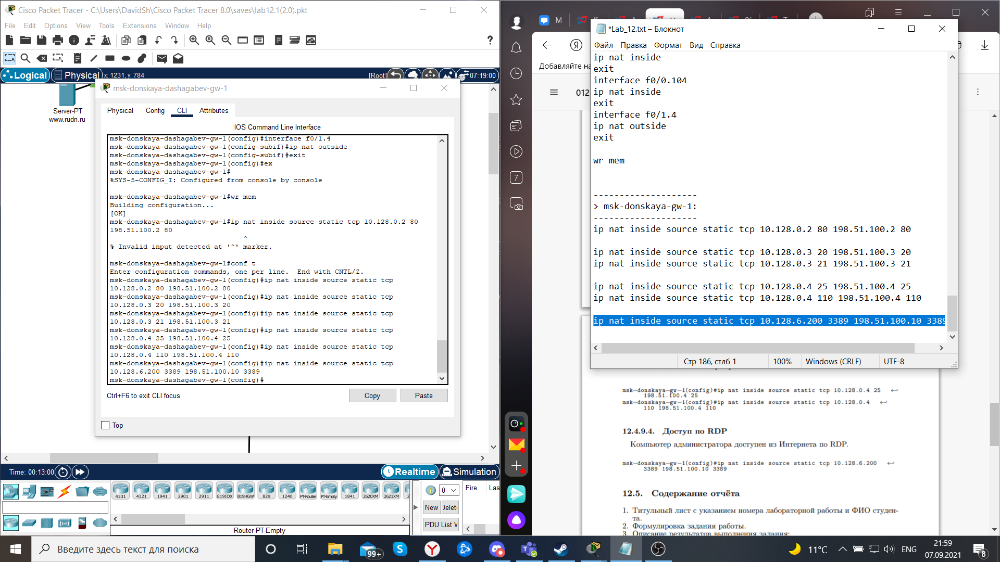 Cisco Packet Tracer - C:\Users\DavidSh\Cisco Packet Tracer 8.0\saves\lab12.1(2.0).pkt
File Edit Options View Tools Extensions Window Help
Logical
Physical
x: 1231, y: 784
[Root]
07:19:00
Server-PT
www.rudn.ru
msk-donskaya-dashagabev-gw-1
Physical Config CLI Attributes
IOS Command Line Interface
msk-donskaya-dashagabev-gw-1(config)#interface f0/1.4
msk-donskaya-dashagabev-gw-1(config-subif)#ip nat outside
msk-donskaya-dashagabev-gw-1(config-subif)#exit
msk-donskaya-dashagabev-gw-1(config)#ex
msk-donskaya-dashagabev-gw-1#
%SYS-5-CONFIG_I: Configured from console by console
msk-donskaya-dashagabev-gw-1#wr mem
Building configuration...
[OK]
msk-donskaya-dashagabev-gw-1#ip nat inside source static tcp 10.128.0.2 80
198.51.100.2 80
^
% Invalid input detected at '^' marker.
msk-donskaya-dashagabev-gw-1#conf t
Enter configuration commands, one per line.  End with CNTL/Z.
msk-donskaya-dashagabev-gw-1(config)#ip nat inside source static tcp
10.128.0.2 80 198.51.100.2 80
msk-donskaya-dashagabev-gw-1(config)#ip nat inside source static tcp
10.128.0.3 20 198.51.100.3 20
msk-donskaya-dashagabev-gw-1(config)#ip nat inside source static tcp
10.128.0.3 21 198.51.100.3 21
msk-donskaya-dashagabev-gw-1(config)#ip nat inside source static tcp
10.128.0.4 25 198.51.100.4 25
msk-donskaya-dashagabev-gw-1(config)#ip nat inside source static tcp
10.128.0.4 110 198.51.100.4 110
msk-donskaya-dashagabev-gw-1(config)#ip nat inside source static tcp
10.128.6.200 3389 198.51.100.10 3389
msk-donskaya-dashagabev-gw-1(config)#
Ctrl+F6 to exit CLI focus
Copy
Paste
Top
Time: 00:13:00
Realtime
Simulation
4331 4321 1941 2901 2911 819IOX 819HGW 829 1240 PT-Router PT-Empty 1841 2620XM 2621XM
Router-PT-Empty
0
New
PDU List
Fire
Las
М
7
Добавляйте на
012
*Lab_12.txt – Блокнот
Файл Правка Формат Вид Справка
ip nat inside
exit
interface f0/0.104
ip nat inside
exit
interface f0/1.4
ip nat outside
exit
wr mem
--------------------
> msk-donskaya-gw-1:
--------------------
ip nat inside source static tcp 10.128.0.2 80 198.51.100.2 80
ip nat inside source static tcp 10.128.0.3 20 198.51.100.3 20
ip nat inside source static tcp 10.128.0.3 21 198.51.100.3 21
ip nat inside source static tcp 10.128.0.4 25 198.51.100.4 25
ip nat inside source static tcp 10.128.0.4 110 198.51.100.4 110
ip nat inside source static tcp 10.128.6.200 3389 198.51.100.10 3389
Стр 186, стлб 1
100%
Windows (CRLF)
UTF-8
msk-donskaya-gw-1(config)#ip nat inside source static tcp 10.128.0.4 25 ↩
198.51.100.4 25
msk-donskaya-gw-1(config)#ip nat inside source static tcp 10.128.0.4 ↩
110 198.51.100.4 110
12.4.9.4. Доступ по RDP
Компьютер администратора доступен из Интернета по RDP.
msk-donskaya-gw-1(config)#ip nat inside source static tcp 10.128.6.200 ↩
3389 198.51.100.10 3389
12.5. Содержание отчёта
1. Титульный лист с указанием номера лабораторной работы и ФИО студен-
та.
2. Формулировка задания работы.
3. Описание результатов выполнения задания:
Введите здесь текст для поиска
99+
11°C
ENG
21:59
07.09.2021
8